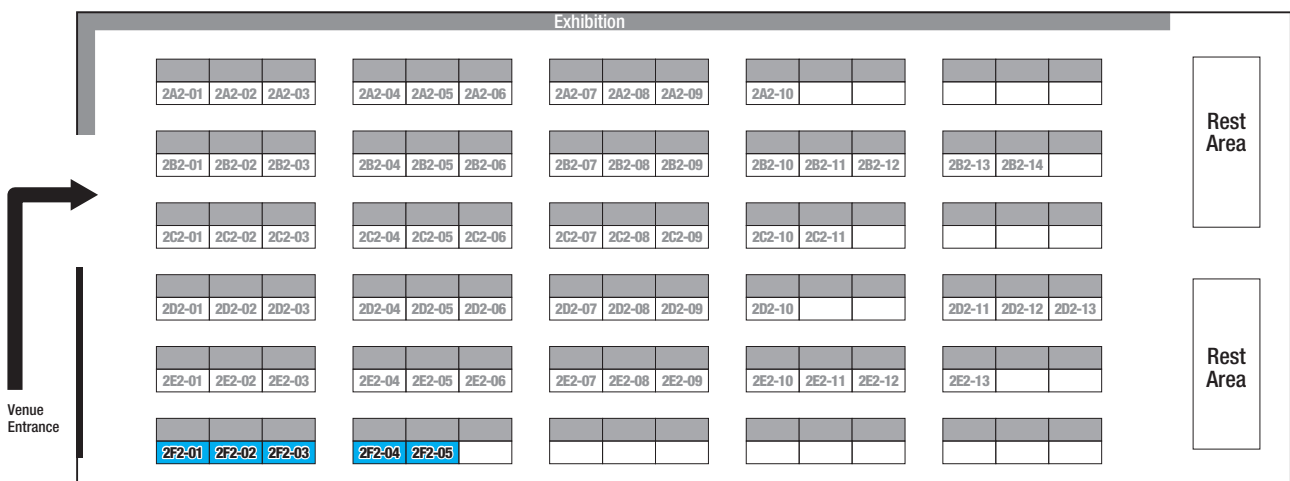 Exhibition
2A2-01 2A2-02 2A2-03 2A2-04 2A2-05 2A2-06 2A2-07 2A2-08 2A2-09 2A2-10
Rest
Area
2B2-01 2B2-02 2B2-03 2B2-04 2B2-05 2B2-06 2B2-07 2B2-08 2B2-09 2B2-10 2B2-11 2B2-12 2B2-13 2B2-14
2C2-01 2C2-02 2C2-03 2C2-04 2C2-05 2C2-06 2C2-07 2C2-08 2C2-09 2C2-10 2C2-11
2D2-01 2D2-02 2D2-03 2D2-04 2D2-05 2D2-06 2D2-07 2D2-08 2D2-09 2D2-10 2D2-11 2D2-12 2D2-13
Rest
Area
2E2-01 2E2-02 2E2-03 2E2-04 2E2-05 2E2-06 2E2-07 2E2-08 2E2-09 2E2-10 2E2-11 2E2-12 2E2-13
Venue
Entrance
2F2-01 2F2-02 2F2-03 2F2-04 2F2-05